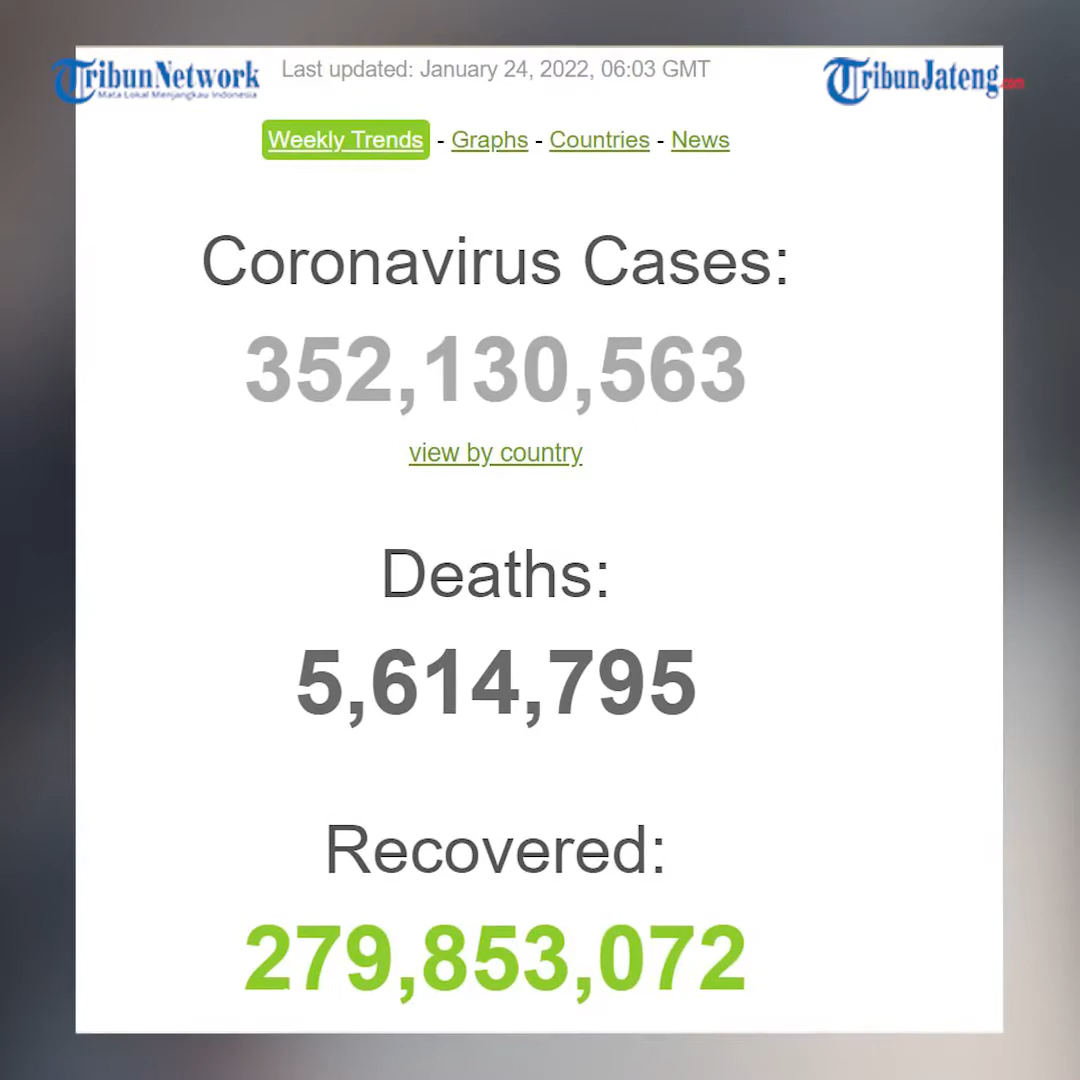 TribunNetwork
Mata Lokal Menjangkau Indonesia
Last updated: January 24, 2022, 06:03 GMT
TribunJateng.com
Weekly Trends - Graphs - Countries - News
Coronavirus Cases:
352,130,563
view by country
Deaths:
5,614,795
Recovered:
279,853,072